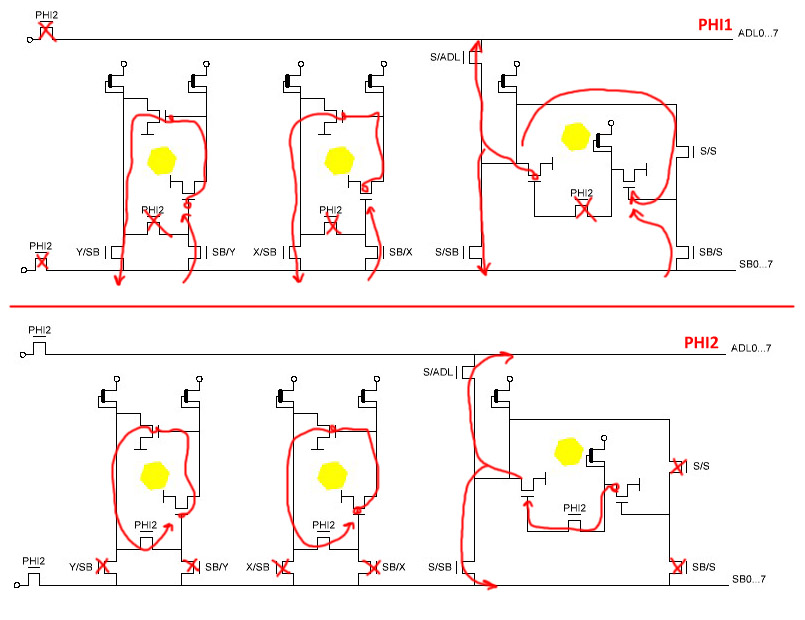 PHI2
PHI1
ADL0...7
S/ADL
S/S
PHI2
PHI2
PHI2
PHI2
Y/SB
SB/Y
X/SB
SB/X
S/SB
SB/S
SB0...7
PHI2
PHI2
ADL0...7
S/ADL
S/S
PHI2
PHI2
PHI2
PHI2
Y/SB
SB/Y
X/SB
SB/X
S/SB
SB/S
SB0...7